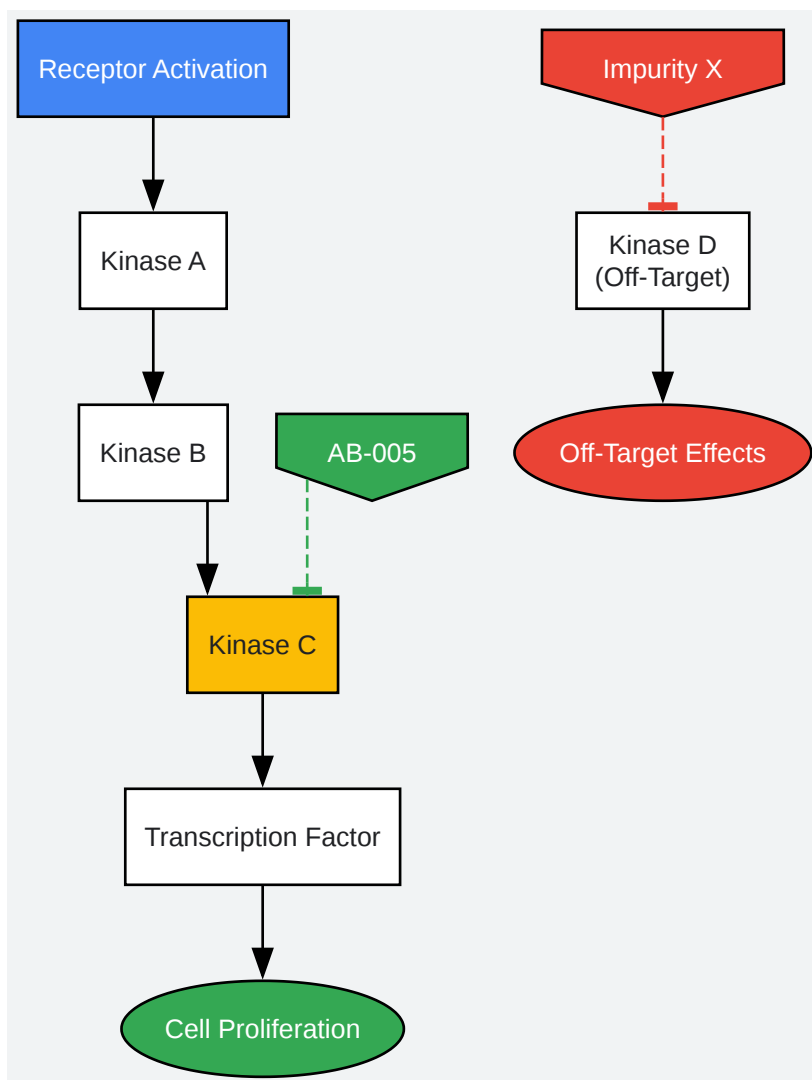 Receptor Activation
Impurity X
Kinase A
Kinase D
(Off-Target)
Kinase B
AB-005
Off-Target Effects
Kinase C
Transcription Factor
Cell Proliferation